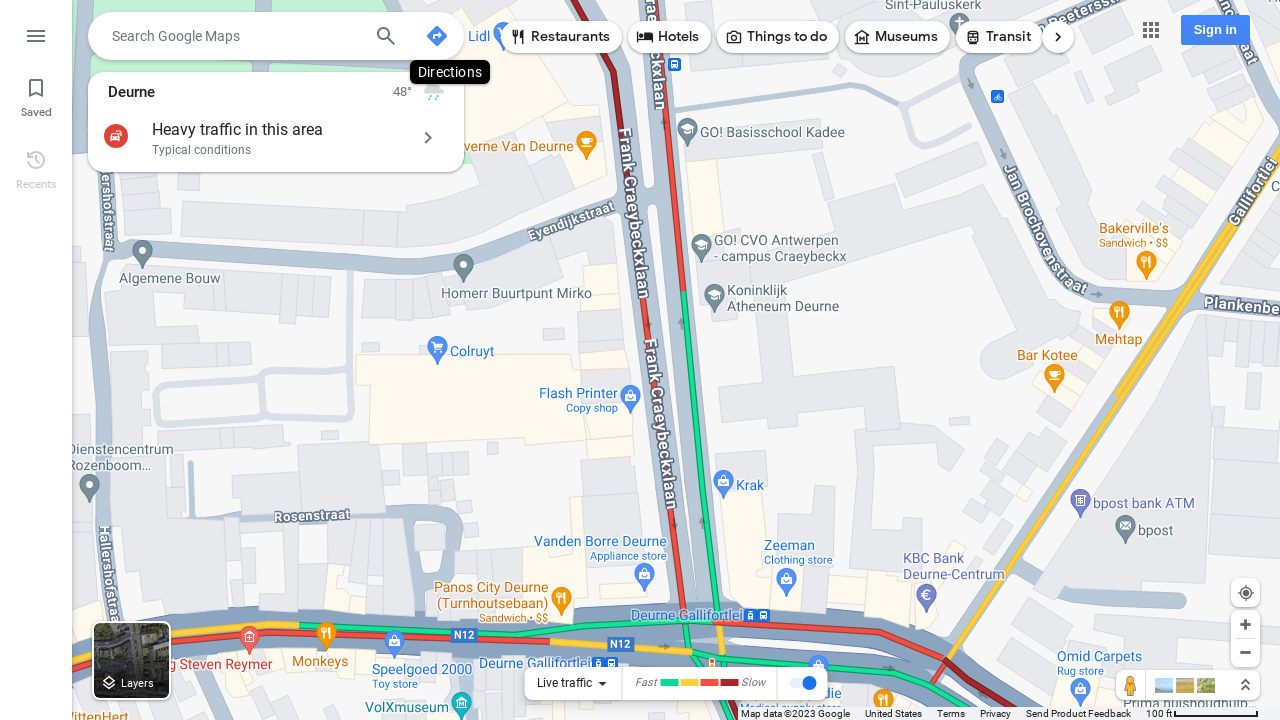 Search Google Maps
Directions
Saved
Recents
Deurne
48°
Heavy traffic in this area
Typical conditions
Restaurants
Hotels
Things to do
Museums
Transit
Sign in
Lidl
Sint-Pauluskerk
GO! Basisschool Kadee
Frank Craeybeckxlaan
Eyendijkstraat
Jan Brochovenstraat
Gallifortlei
Algemene Bouw
Homerr Buurtpunt Mirko
GO! CVO Antwerpen
- campus Craeybeckx
Koninklijk
Atheneum Deurne
Bakerville's
Sandwich • $$
Mehtap
Bar Kotee
Colruyt
Flash Printer
Copy shop
Frank Craeybeckxlaan
Dienstencentrum
Rozenboom...
Krak
bpost bank ATM
bpost
Rosenstraat
Vanden Borre Deurne
Appliance store
Zeeman
Clothing store
KBC Bank
Deurne-Centrum
Panos City Deurne
(Turnhoutsebaan)
Sandwich • $$
Deurne Gallifortlei
N12
N12
Steven Reymer
Monkeys
Speelgoed 2000
Toy store
Deurne Gallifortlei
Omid Carpets
Rug store
VolXmuseum
Layers
Live traffic
Fast
Slow
Map data ©2023 Google
United States
Terms
Privacy
Send Product Feedback
100 ft